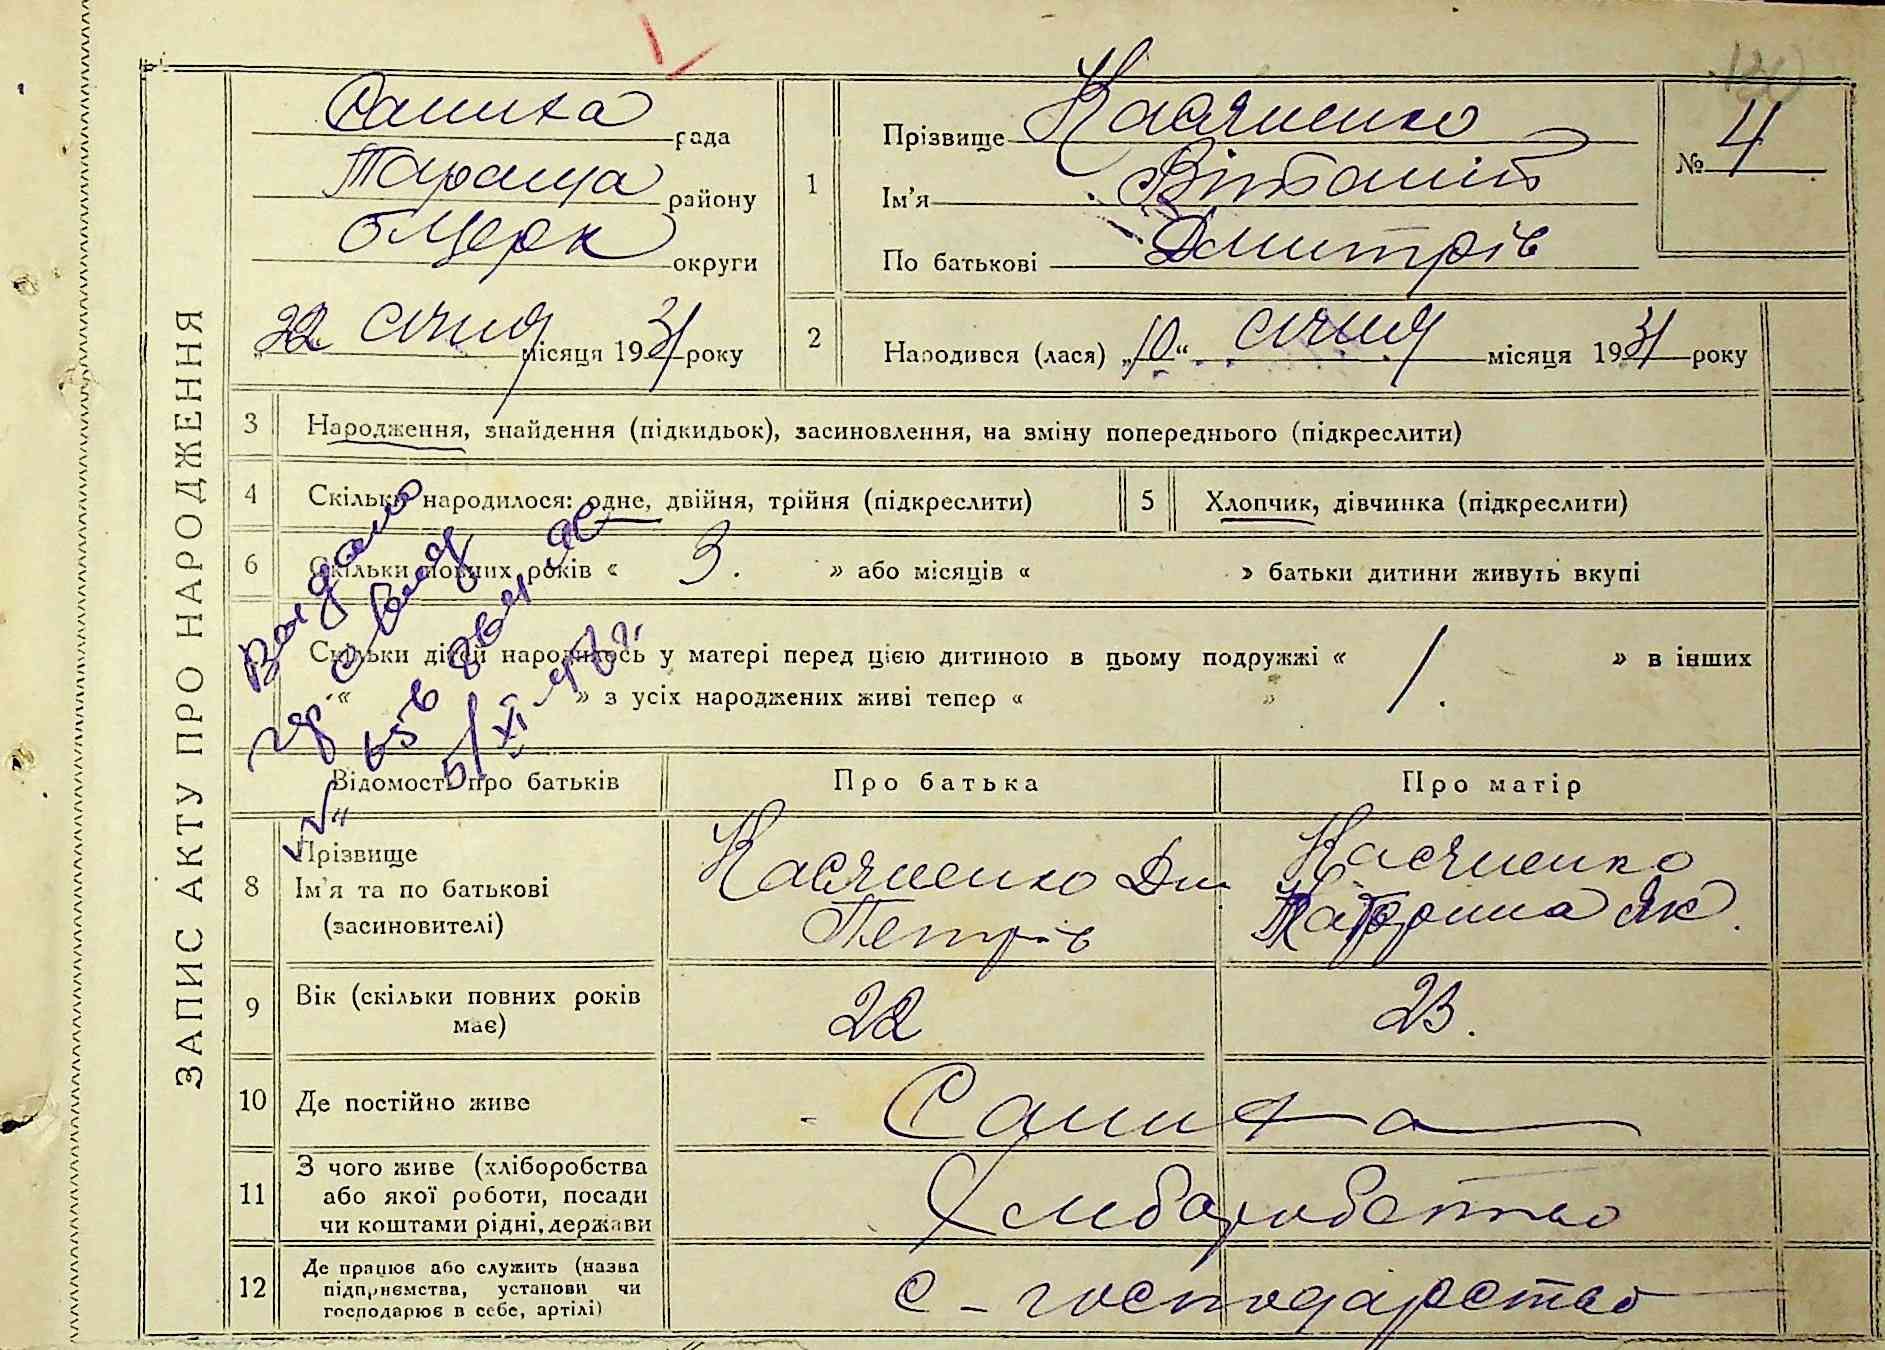 ЗАПИС АКТУ ПРО НАРОДЖЕННЯ
рада
Тараща району
бЦерк округи
22 січня місяця 1931 року
1
Прізвище Касяненко
Ім'я Віталій
По батькові Дмитрів
№ 4
2
Народився (лася) „10“ січня місяця 1931 року
3 Народження, знайдення (підкидьок), засиновлення, на зміну попереднього (підкреслити)
4 Скільки народилося: одне, двійня, трійня (підкреслити)
5 Хлопчик, дівчинка (підкреслити)
6 Скільки повних років « 3. » або місяців « » батьки дитини живуть вкупі
Скільки дітей народилось у матері перед цією дитиною в цьому подружжі « 1. » в інших
« » з усіх народжених живі тепер « »
Видано
Відомості про батьків
Про батька
Про матір
8 Прізвище
Ім'я та по батькові
(засиновителі)
Касяненко Дм
Петрів
Касяненко
Катерина Як.
9 Вік (скільки повних років
має)
22
23.
10 Де постійно живе
11 З чого живе (хліборобства
або якої роботи, посади
чи коштами рідні, держави
Хліборобство
12 Де працює або служить (назва
підприємства, установи чи
господарює в себе, артілі)
с-господарство